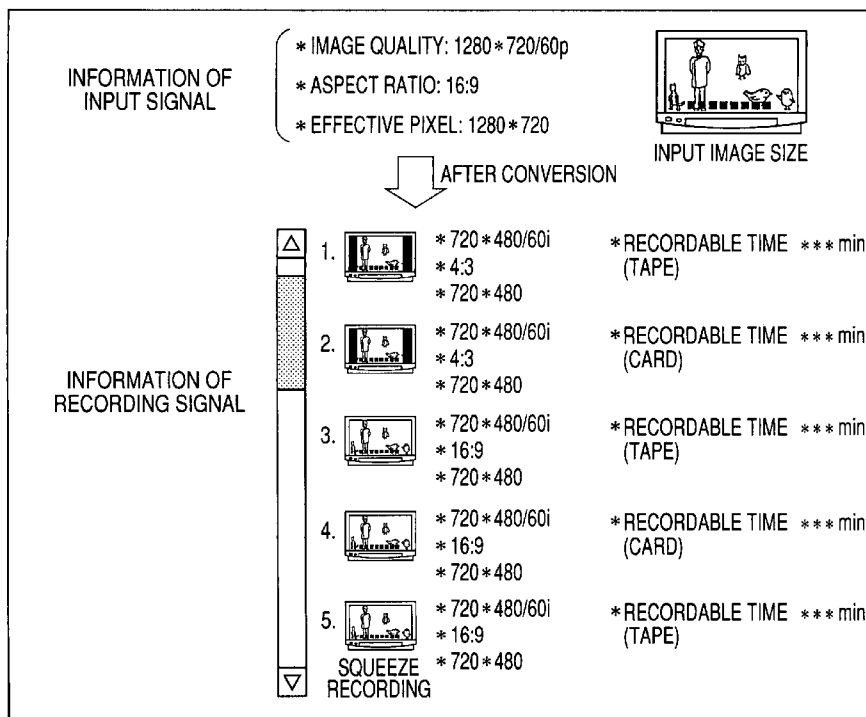 INFORMATION OF
INPUT SIGNAL
* IMAGE QUALITY: 1280*720/60p
* ASPECT RATIO: 16:9
* EFFECTIVE PIXEL: 1280*720
INPUT IMAGE SIZE
AFTER CONVERSION
INFORMATION OF
RECORDING SIGNAL
1.
*720*480/60i
*4:3
*720*480
*RECORDABLE TIME ***min
(TAPE)
2.
*720*480/60i
*4:3
*720*480
*RECORDABLE TIME ***min
(CARD)
3.
*720*480/60i
*16:9
*720*480
*RECORDABLE TIME ***min
(TAPE)
4.
*720*480/60i
*16:9
*720*480
*RECORDABLE TIME ***min
(CARD)
5.
*720*480/60i
*16:9
*720*480
*RECORDABLE TIME ***min
(TAPE)
SQUEEZE
RECORDING